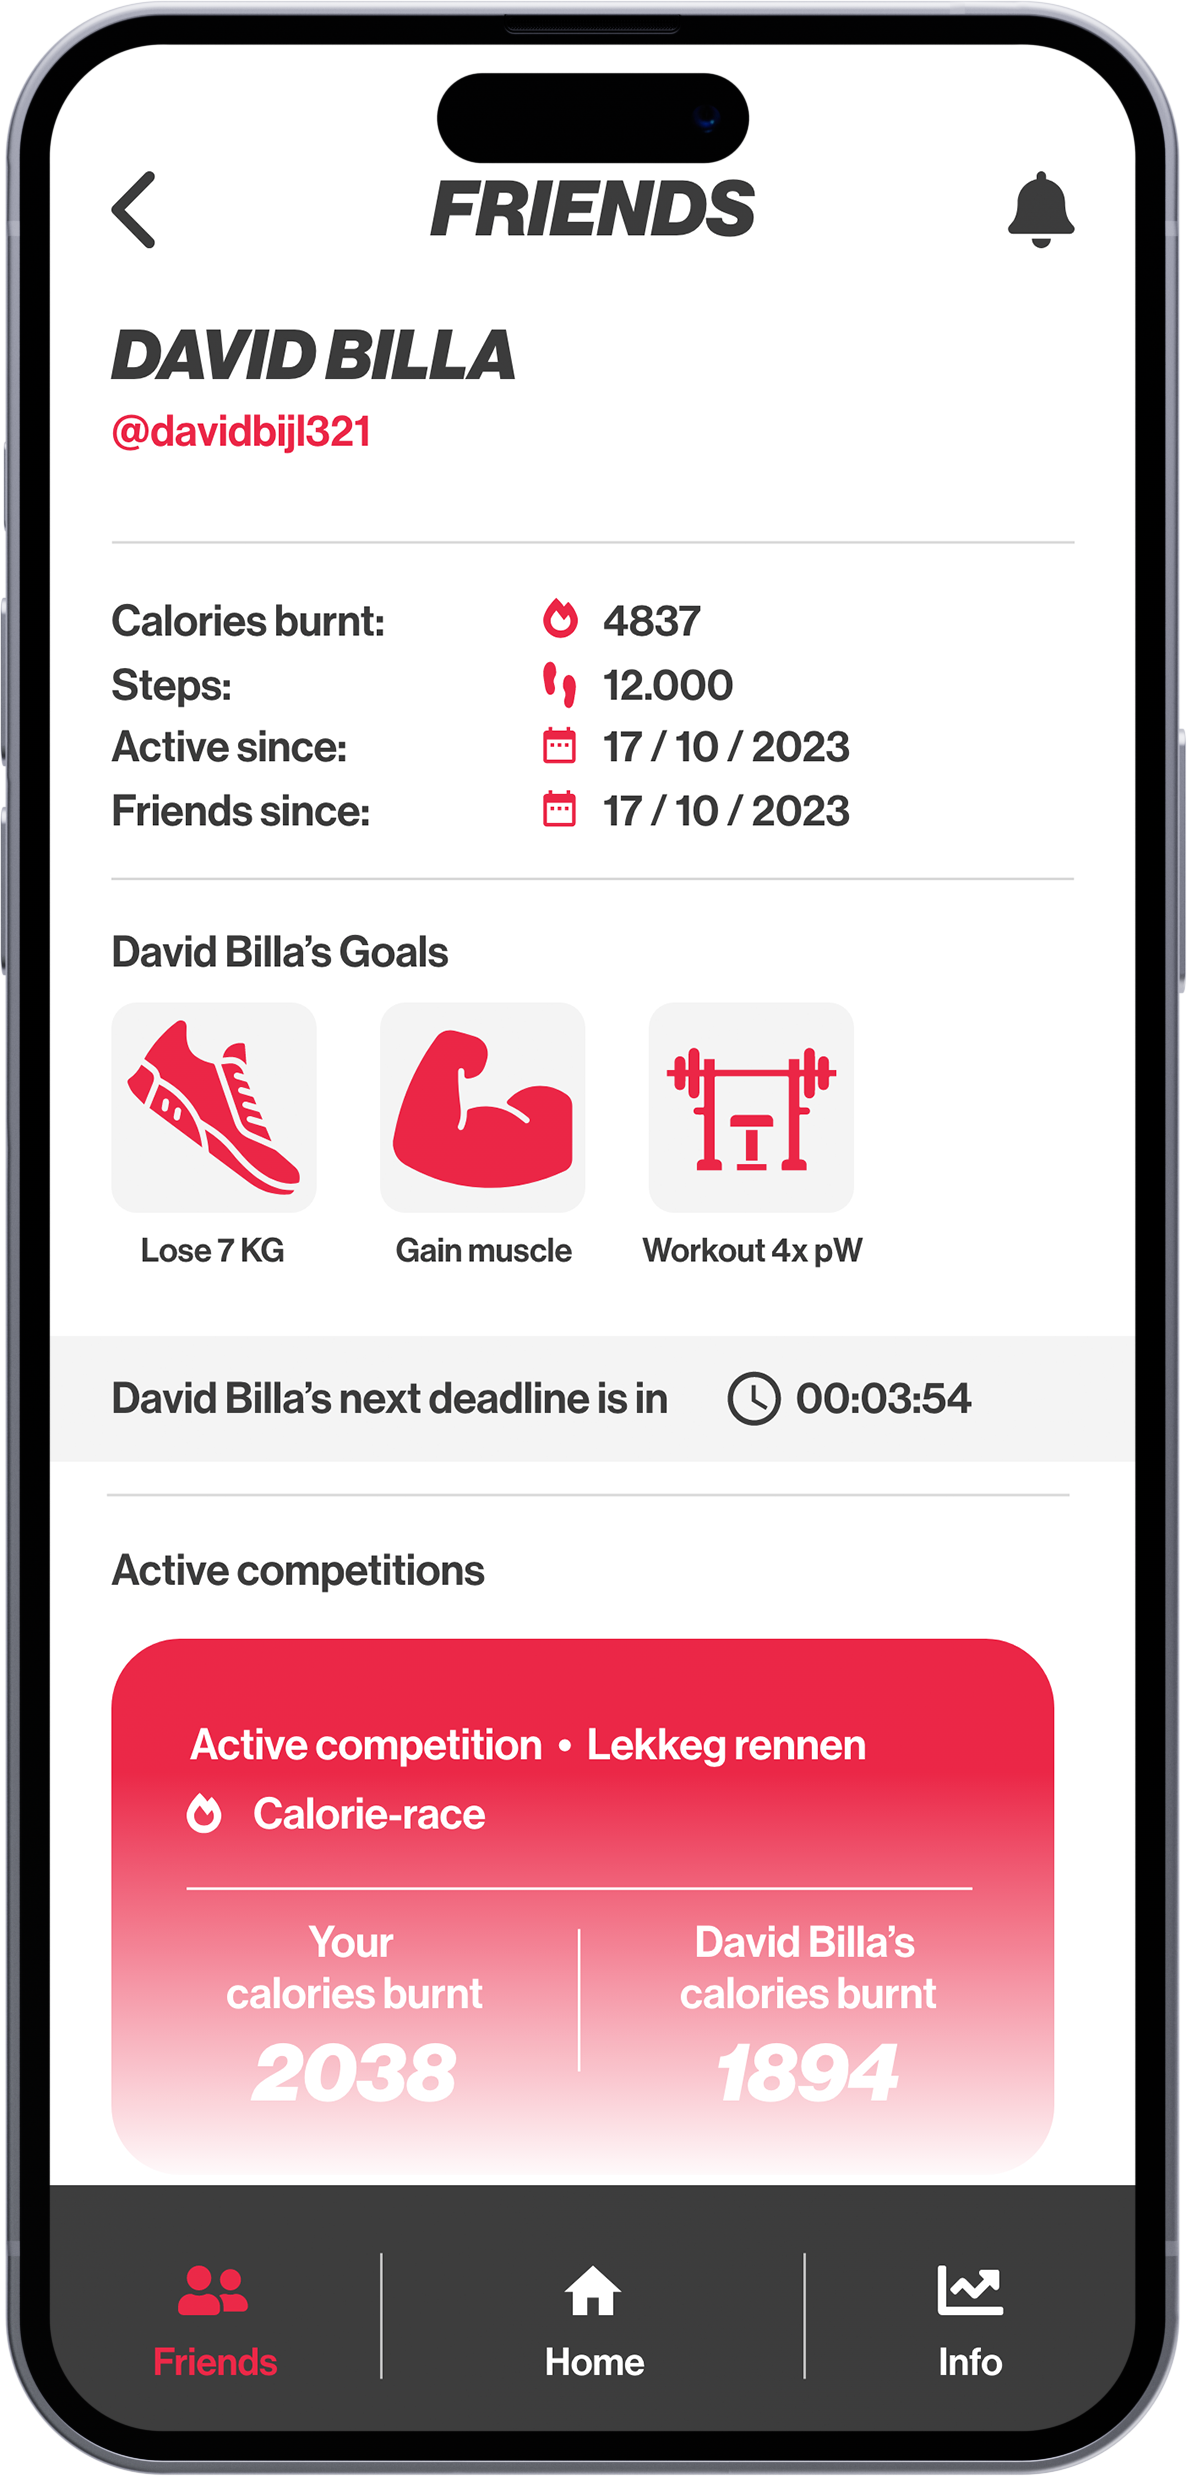 FRIENDS
DAVID BILLA
@davidbijl321
Calories burnt: 4837
Steps: 12.000
Active since: 17 / 10 / 2023
Friends since: 17 / 10 / 2023
David Billa’s Goals
Lose 7 KG Gain muscle Workout 4x pW
David Billa’s next deadline is in 00:03:54
Active competitions
Active competition • Lekkeg rennen
Calorie-race
Your
calories burnt
2038
David Billa’s
calories burnt
1894
Friends Home Info